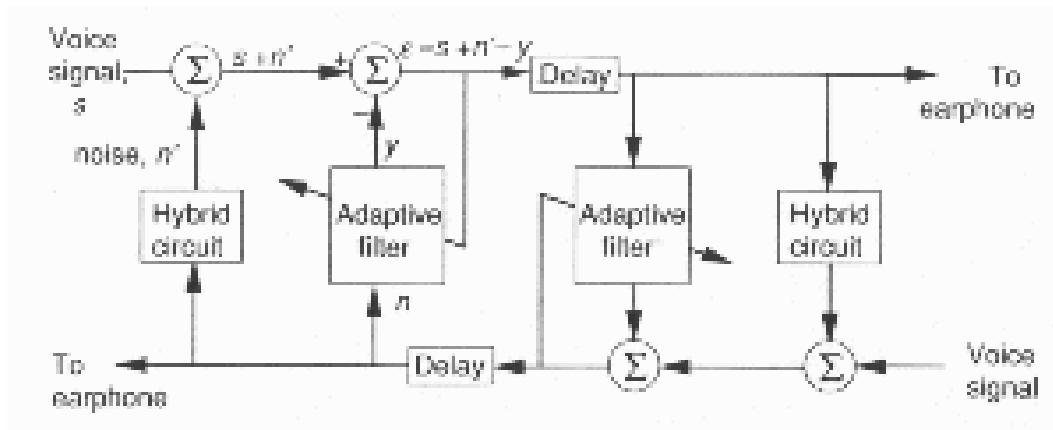 Voice
signal,
s
Σ
s + n'
+
Σ
ε = s + n' − y
Delay
To
earphone
noise, n'
−
y
Hybrid
circuit
Adaptive
filter
Adaptive
filter
Hybrid
circuit
n
To
earphone
Delay
Σ
Σ
Voice
signal